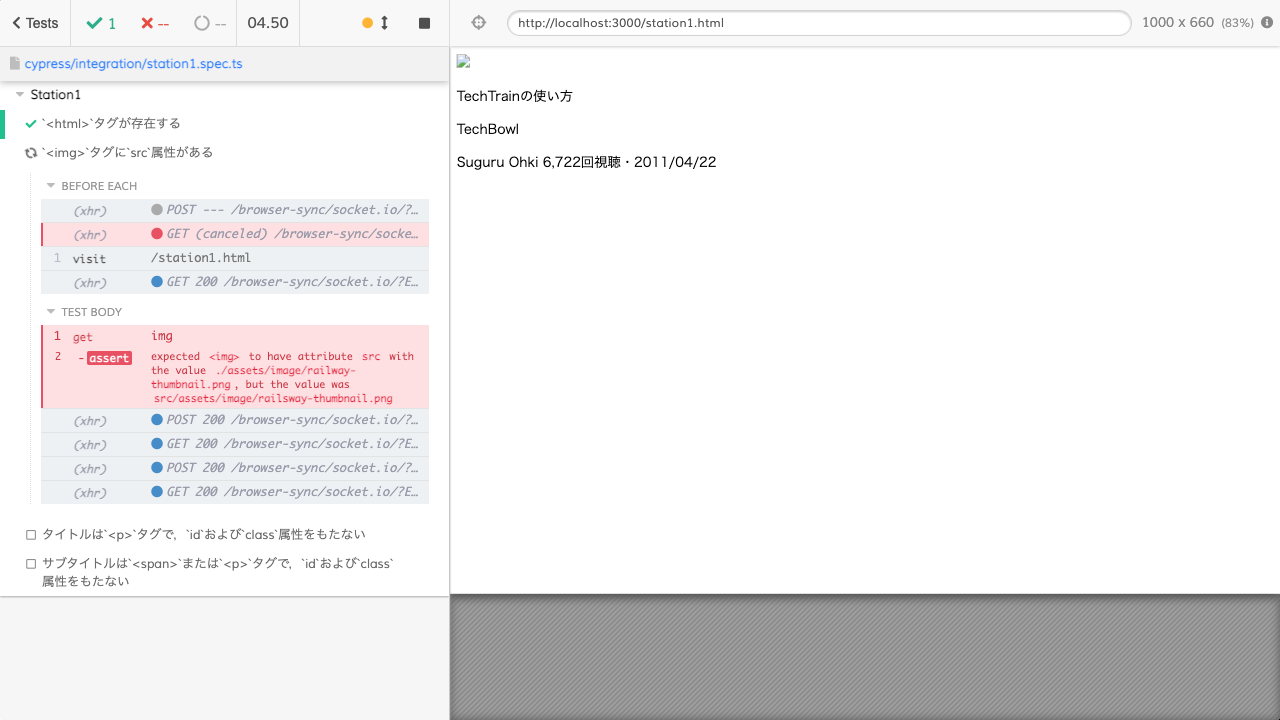 Tests 1 -- -- 04.50
http://localhost:3000/station1.html 1000 x 660 (83%)
cypress/integration/station1.spec.ts
Station1
`<html>`タグが存在する
`<img>`タグに`src`属性がある
BEFORE EACH
(xhr) POST --- /browser-sync/socket.io/?…
(xhr) GET (canceled) /browser-sync/socke…
1 visit /station1.html
(xhr) GET 200 /browser-sync/socket.io/?E…
TEST BODY
1 get img
2 -assert expected <img> to have attribute src with
the value ./assets/image/railway-
thumbnail.png, but the value was
src/assets/image/railsway-thumbnail.png
(xhr) POST 200 /browser-sync/socket.io/?…
(xhr) GET 200 /browser-sync/socket.io/?E…
(xhr) POST 200 /browser-sync/socket.io/?…
(xhr) GET 200 /browser-sync/socket.io/?E…
タイトルは`<p>`タグで，`id`および`class`属性をもたない
サブタイトルは`<span>`または`<p>`タグで，`id`および`class`
属性をもたない
TechTrainの使い方
TechBowl
Suguru Ohki 6,722回視聴・2011/04/22